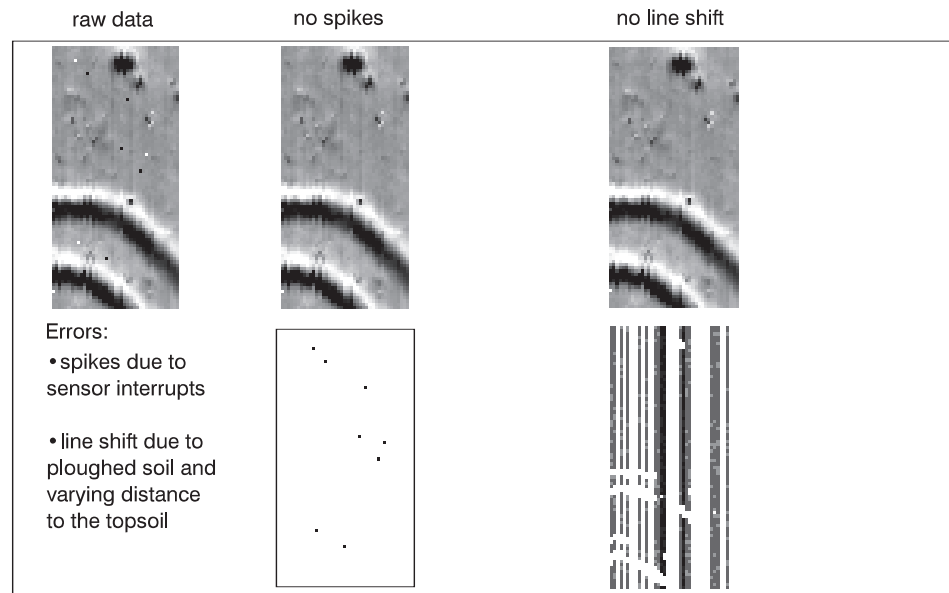 raw data
no spikes
no line shift
Errors:
• spikes due to
sensor interrupts
• line shift due to
ploughed soil and
varying distance
to the topsoil